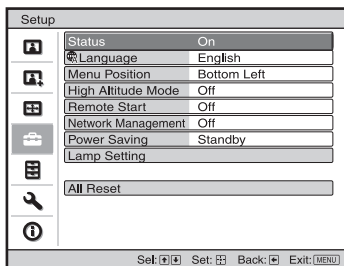 Setup
Status On
Language English
Menu Position Bottom Left
High Altitude Mode Off
Remote Start Off
Network Management Off
Power Saving Standby
Lamp Setting
All Reset
Sel: Set: Back: Exit: MENU